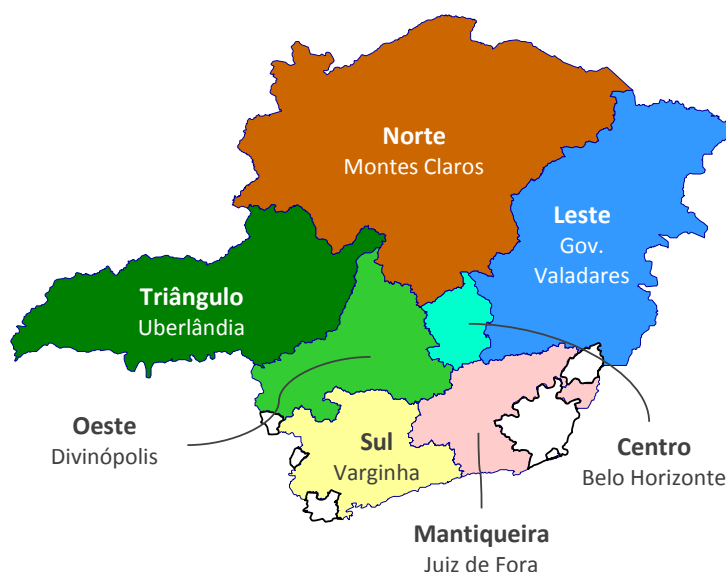 Norte
Montes Claros
Leste
Gov.
Valadares
Triângulo
Uberlândia
Oeste
Divinópolis
Sul
Varginha
Centro
Belo Horizonte
Mantiqueira
Juiz de Fora